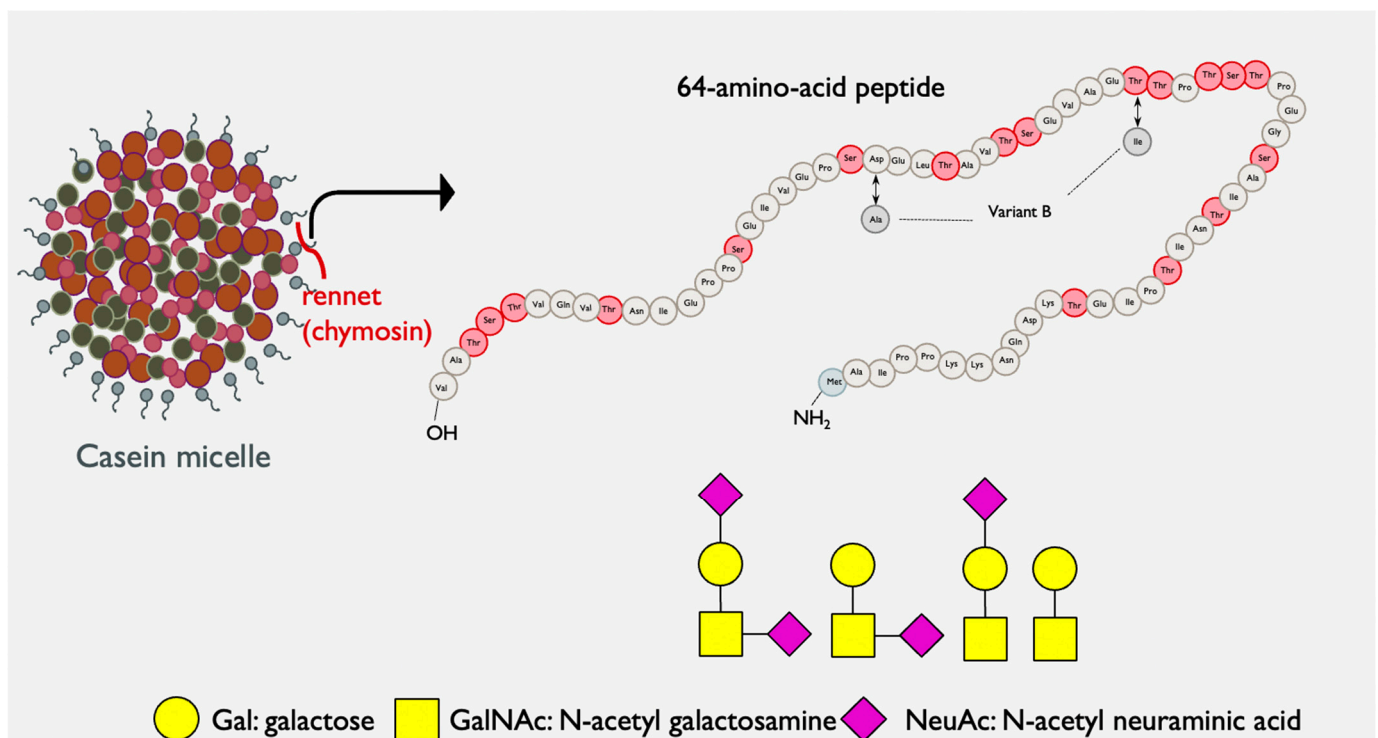 64-amino-acid peptide
Val Ala Thr Ser Thr Val Gln Val Thr Asn Ile Glu Pro Pro Ser Glu Ile Val Glu Pro Ser Asp Glu Leu Thr Ala Val Thr Ser Glu Val Ala Glu Thr Thr Pro Thr Ser Thr Pro Glu Gly Ser Ala Ile Thr Asn Ile Thr Pro Ile Glu Thr Lys Asp Gln Asn Lys Lys Pro Pro Ile Ala Met
Ile
Ala
Variant B
rennet
(chymosin)
OH
NH2
Casein micelle
Gal: galactose
GalNAc: N-acetyl galactosamine
NeuAc: N-acetyl neuraminic acid